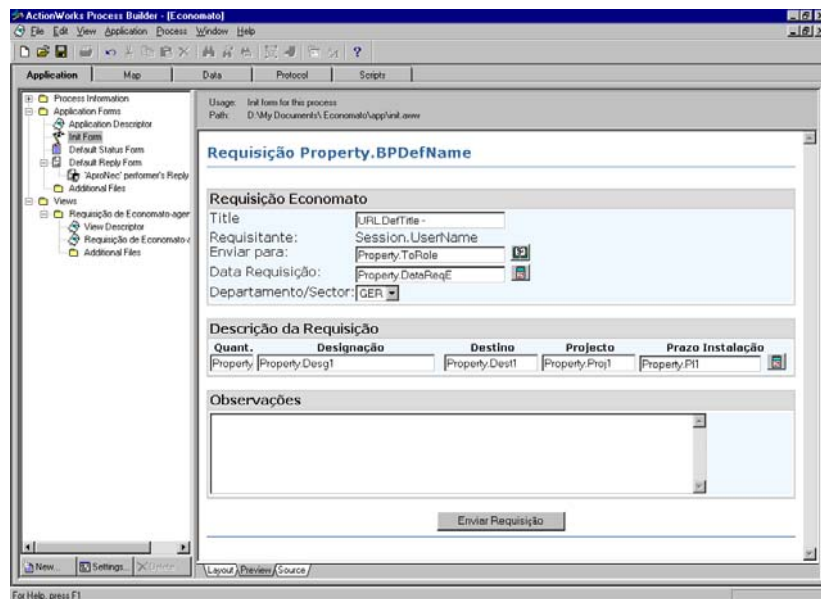 ActionWorks Process Builder - [Economato]
File Edit View Application Process Window Help
Application Map Data Protocol Scripts
Process Information
Application Forms
Application Descriptor
Init Form
Default Status Form
Default Reply Form
'AproNec' performer's Reply
Additional Files
Views
Requisição de Economato-ager
View Descriptor
Requisição de Economato-a
Additional Files
New... Settings... Delete...
Usage: Init form for this process
Path: D:\My Documents\Economato\app\init.aww
Requisição Property.BPDefName
Requisição Economato
Title URL.DefTitle -
Requisitante: Session.UserName
Enviar para: Property.ToRole
Data Requisição: Property.DataReqE
Departamento/Sector: GER
Descrição da Requisição
Quant. Designação Destino Projecto Prazo Instalação
Property Property.Desg1 Property.Dest1 Property.Proj1 Property.PI1
Observações
Enviar Requisição
Layout Preview Source
For Help, press F1